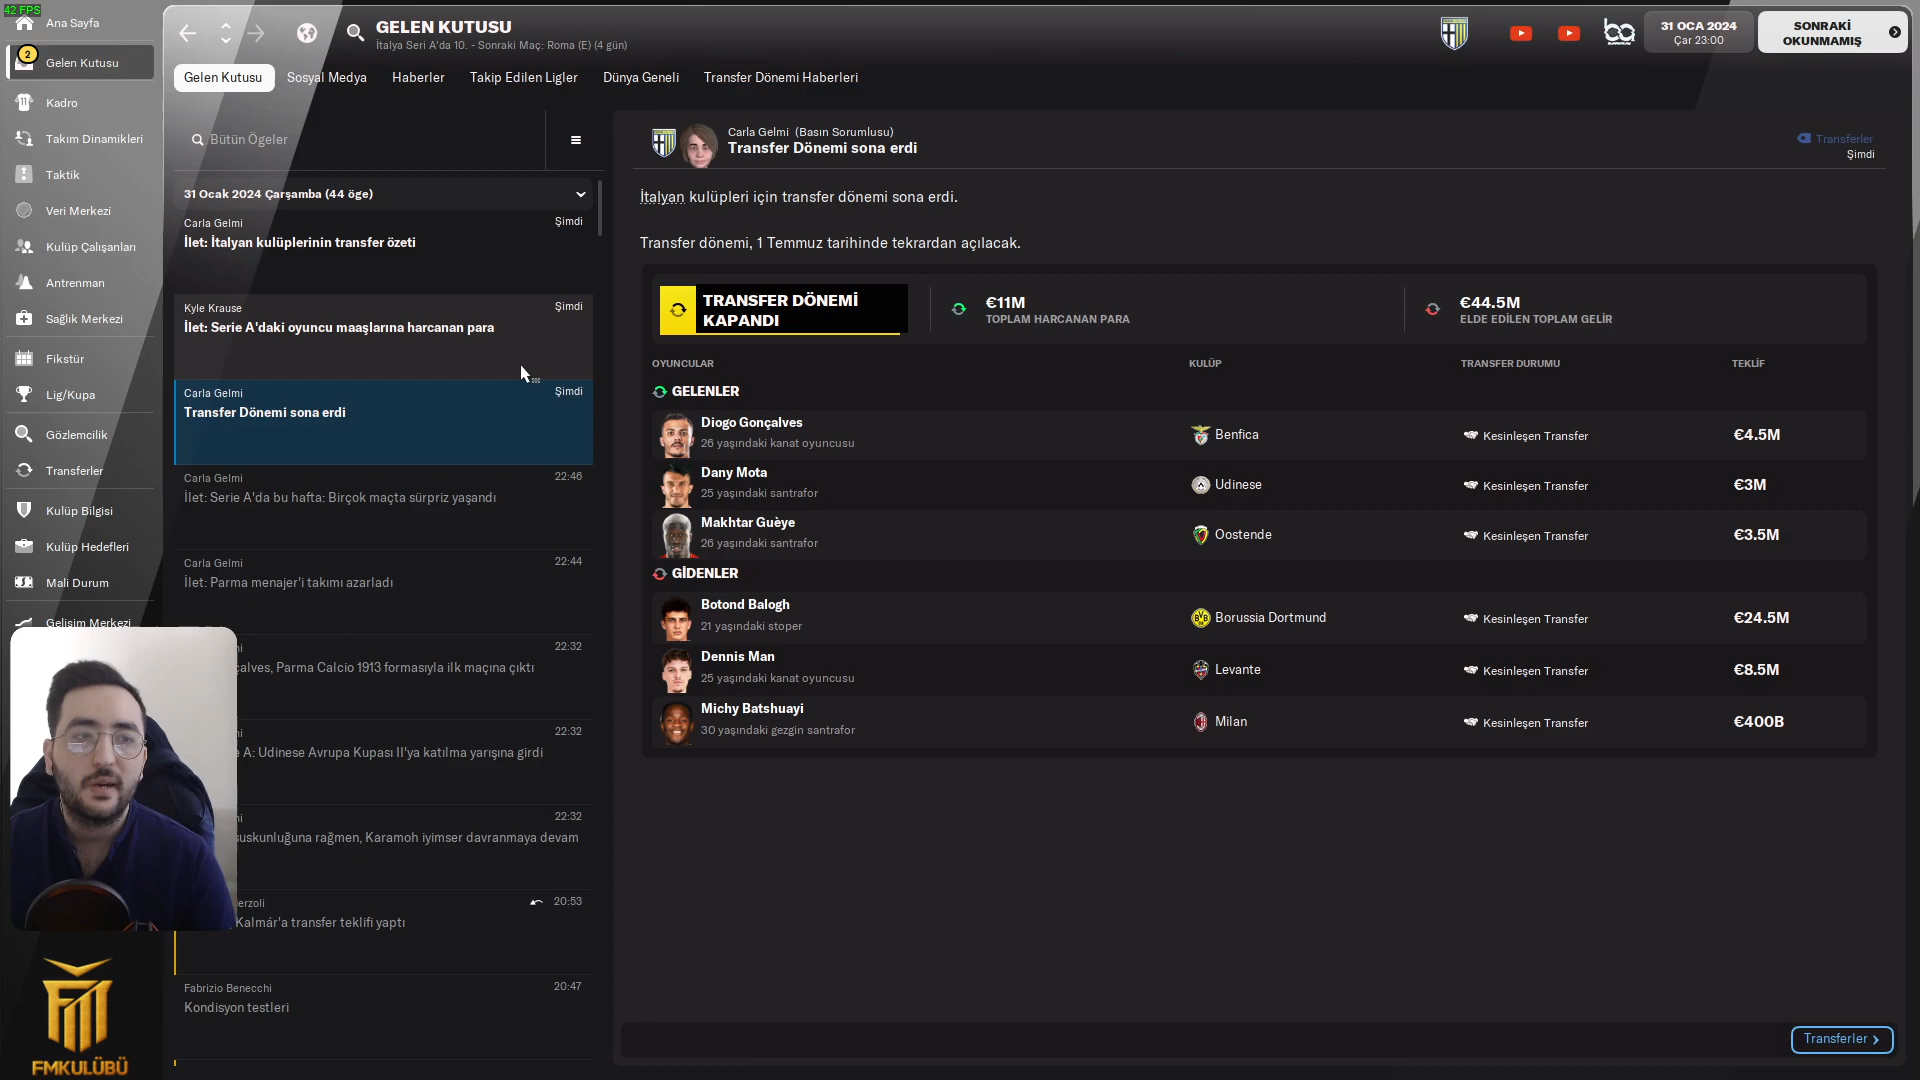 42 FPS
Ana Sayfa
2
Gelen Kutusu
Kadro
Takım Dinamikleri
Taktik
Veri Merkezi
Kulüp Çalışanları
Antrenman
Sağlık Merkezi
Fikstür
Lig/Kupa
Gözlemcilik
Transferler
Kulüp Bilgisi
Kulüp Hedefleri
Mali Durum
Gelişim Merkezi
FMKULÜBÜ
GELEN KUTUSU
İtalya Seri A'da 10. - Sonraki Maç: Roma (E) (4 gün)
31 OCA 2024
Çar 23:00
SONRAKİ
OKUNMAMIŞ
Gelen Kutusu
Sosyal Medya
Haberler
Takip Edilen Ligler
Dünya Geneli
Transfer Dönemi Haberleri
Bütün Ögeler
31 Ocak 2024 Çarşamba (44 öge)
Carla Gelmi
Şimdi
İlet: İtalyan kulüplerinin transfer özeti
Kyle Krause
Şimdi
İlet: Serie A'daki oyuncu maaşlarına harcanan para
Carla Gelmi
Şimdi
Transfer Dönemi sona erdi
Carla Gelmi
22:46
İlet: Serie A'da bu hafta: Birçok maçta sürpriz yaşandı
Carla Gelmi
22:44
İlet: Parma menajer'i takımı azarladı
ni
22:32
çalves, Parma Calcio 1913 formasıyla ilk maçına çıktı
ni
22:32
e A: Udinese Avrupa Kupası II'ya katılma yarışına girdi
ni
22:32
suskunluğuna rağmen, Karamoh iyimser davranmaya devam
erzoli
20:53
Kalmár'a transfer teklifi yaptı
Fabrizio Benecchi
20:47
Kondisyon testleri
Carla Gelmi (Basın Sorumlusu)
Transfer Dönemi sona erdi
Transferler
Şimdi
İtalyan kulüpleri için transfer dönemi sona erdi.
Transfer dönemi, 1 Temmuz tarihinde tekrardan açılacak.
TRANSFER DÖNEMİ
KAPANDI
€11M
TOPLAM HARCANAN PARA
€44.5M
ELDE EDİLEN TOPLAM GELİR
OYUNCULAR
KULÜP
TRANSFER DURUMU
TEKLİF
GELENLER
Diogo Gonçalves
26 yaşındaki kanat oyuncusu
Benfica
Kesinleşen Transfer
€4.5M
Dany Mota
25 yaşındaki santrafor
Udinese
Kesinleşen Transfer
€3M
Makhtar Guèye
26 yaşındaki santrafor
Oostende
Kesinleşen Transfer
€3.5M
GİDENLER
Botond Balogh
21 yaşındaki stoper
Borussia Dortmund
Kesinleşen Transfer
€24.5M
Dennis Man
25 yaşındaki kanat oyuncusu
Levante
Kesinleşen Transfer
€8.5M
Michy Batshuayi
30 yaşındaki gezgin santrafor
Milan
Kesinleşen Transfer
€400B
Transferler